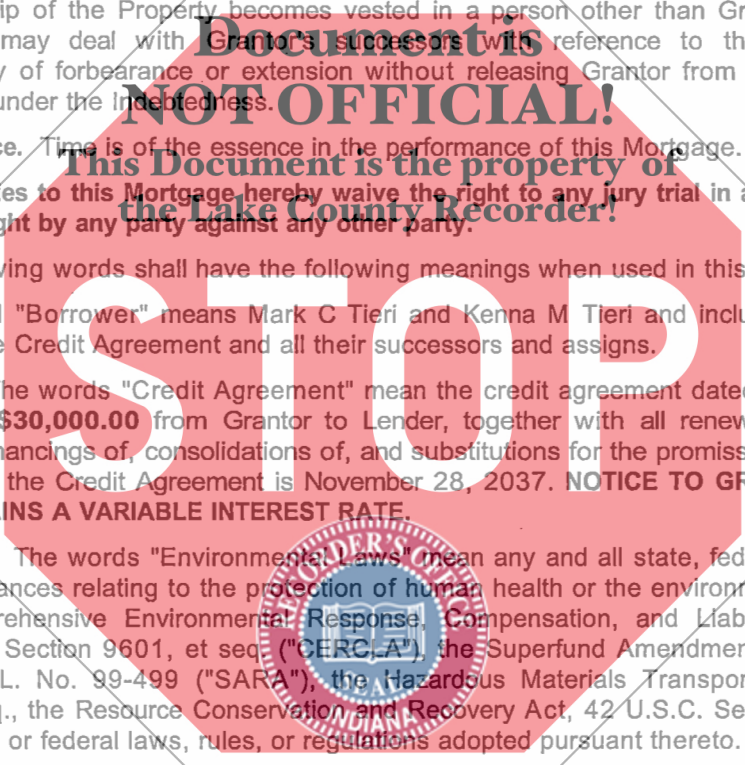 ip of the Property becomes vested in a person other than Gr
may deal with Grantor's successors with reference to th
y of forbearance or extension without releasing Grantor from
under the Indebtedness.
ce. Time is of the essence in the performance of this Mortgage.
es to this Mortgage hereby waive the right to any jury trial in a
ght by any party against any other party.
ving words shall have the following meanings when used in this
"Borrower" means Mark C Tieri and Kenna M Tieri and inclu
e Credit Agreement and all their successors and assigns.
he words "Credit Agreement" mean the credit agreement date
$30,000.00 from Grantor to Lender, together with all renew
nancings of, consolidations of, and substitutions for the promiss
the Credit Agreement is November 28, 2037. NOTICE TO GR
INS A VARIABLE INTEREST RATE.
The words "Environmental Laws" mean any and all state, fed
ances relating to the protection of human health or the environ
rehensive Environmental Response, Compensation, and Liab
Section 9601, et seq. ("CERCLA"), the Superfund Amendmen
L. No. 99-499 ("SARA"), the Hazardous Materials Transpor
q., the Resource Conservation and Recovery Act, 42 U.S.C. Se
or federal laws, rules, or regulations adopted pursuant thereto.
Document is
NOT OFFICIAL!
This Document is the property of
the Lake County Recorder!
STOP
RECORDER'S OFFICE
SEAL
INDIANA